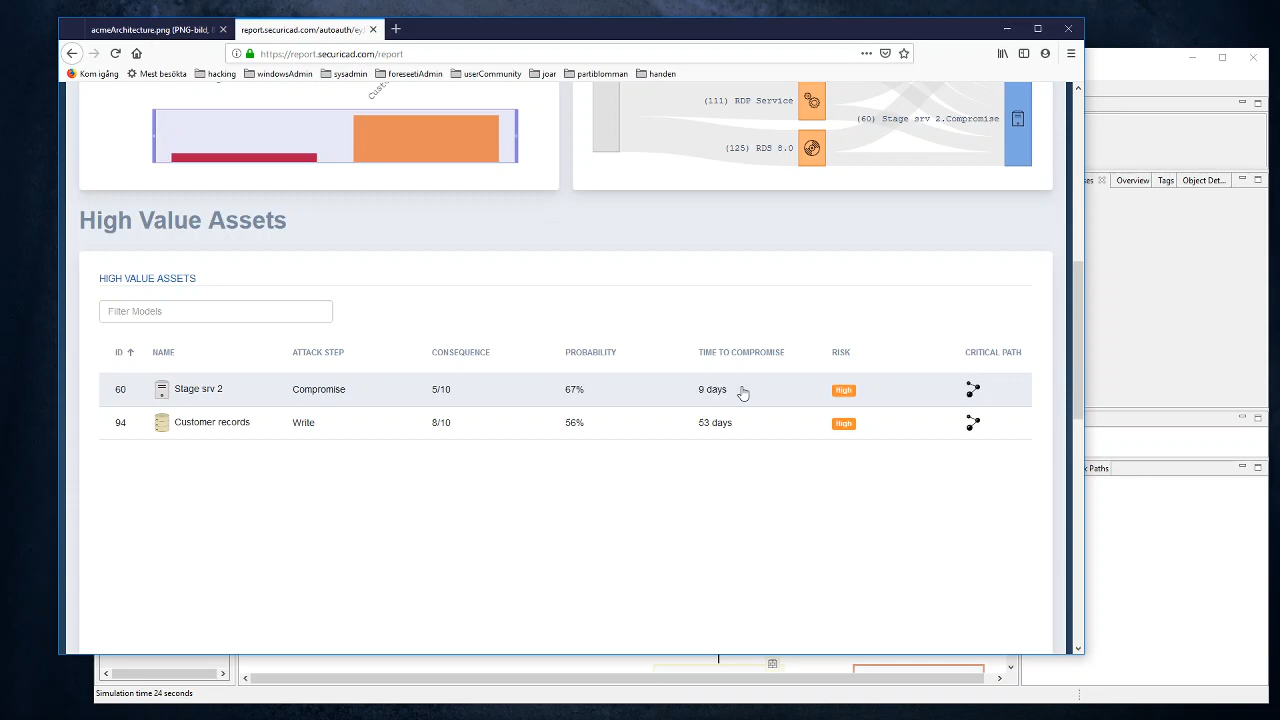 acmeArchitecture.png (PNG-bild,
report.securicad.com/autoauth/ey
https://report.securicad.com/report
Kom igång Mest besökta hacking windowsAdmin sysadmin foreseetiAdmin userCommunity joar partiblomman handen
(111) RDP Service
(60) Stage srv 2.Compromise
(125) RDS 8.0
Overview Tags Object Det...
High Value Assets
HIGH VALUE ASSETS
Filter Models
ID NAME ATTACK STEP CONSEQUENCE PROBABILITY TIME TO COMPROMISE RISK CRITICAL PATH
60 Stage srv 2 Compromise 5/10 67% 9 days High
94 Customer records Write 8/10 56% 53 days High
k Paths
Simulation time 24 seconds